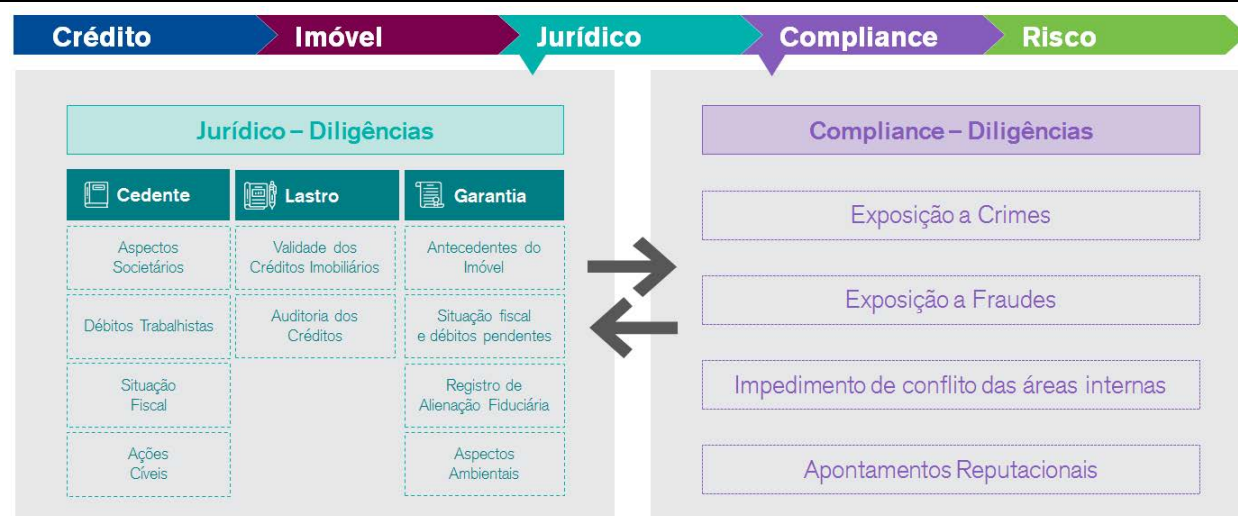 Crédito
Imóvel
Jurídico
Compliance
Risco
Jurídico – Diligências
Cedente
Aspectos
Societários
Débitos Trabalhistas
Situação
Fiscal
Ações
Cíveis
Lastro
Validade dos
Créditos Imobiliários
Auditoria dos
Créditos
Garantia
Antecedentes do
Imóvel
Situação fiscal
e débitos pendentes
Registro de
Alienação Fiduciária
Aspectos
Ambientais
Compliance – Diligências
Exposição a Crimes
Exposição a Fraudes
Impedimento de conflito das áreas internas
Apontamentos Reputacionais